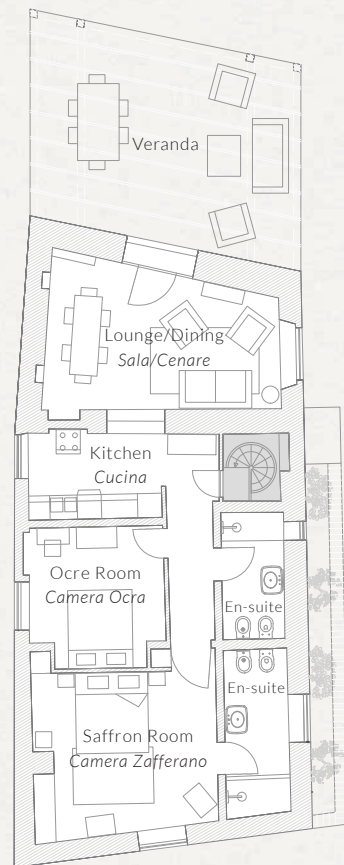 Veranda
Lounge/Dining
Sala/Cenare
Kitchen
Cucina
Ocre Room
Camera Ocra
En-suite
En-suite
Saffron Room
Camera Zafferano